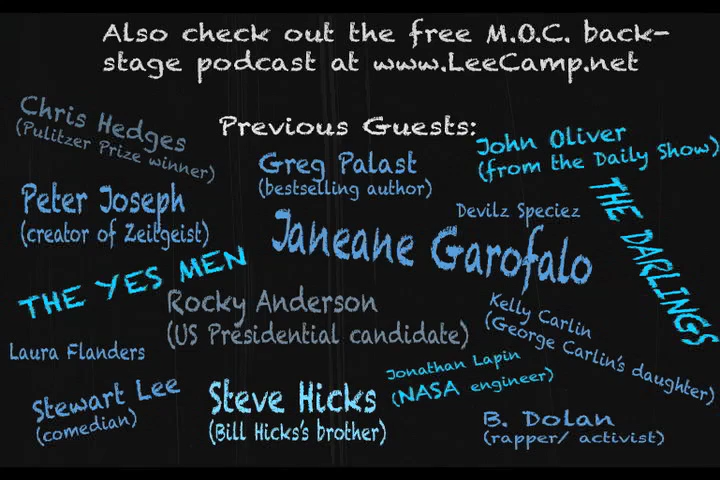 Also check out the free M.O.C. back-
stage podcast at www.LeeCamp.net
Previous Guests:
Chris Hedges
(Pulitzer Prize winner)
Greg Palast
(bestselling author)
John Oliver
(from the Daily Show)
Peter Joseph
(creator of Zeitgeist)
Devilz Speciez
Janeane Garofalo
THE DARLINGS
THE YES MEN
Rocky Anderson
(US Presidential candidate)
Kelly Carlin
(George Carlin's daughter)
Laura Flanders
Jonathan Lapin
(NASA engineer)
Stewart Lee
(comedian)
Steve Hicks
(Bill Hicks's brother)
B. Dolan
(rapper/ activist)